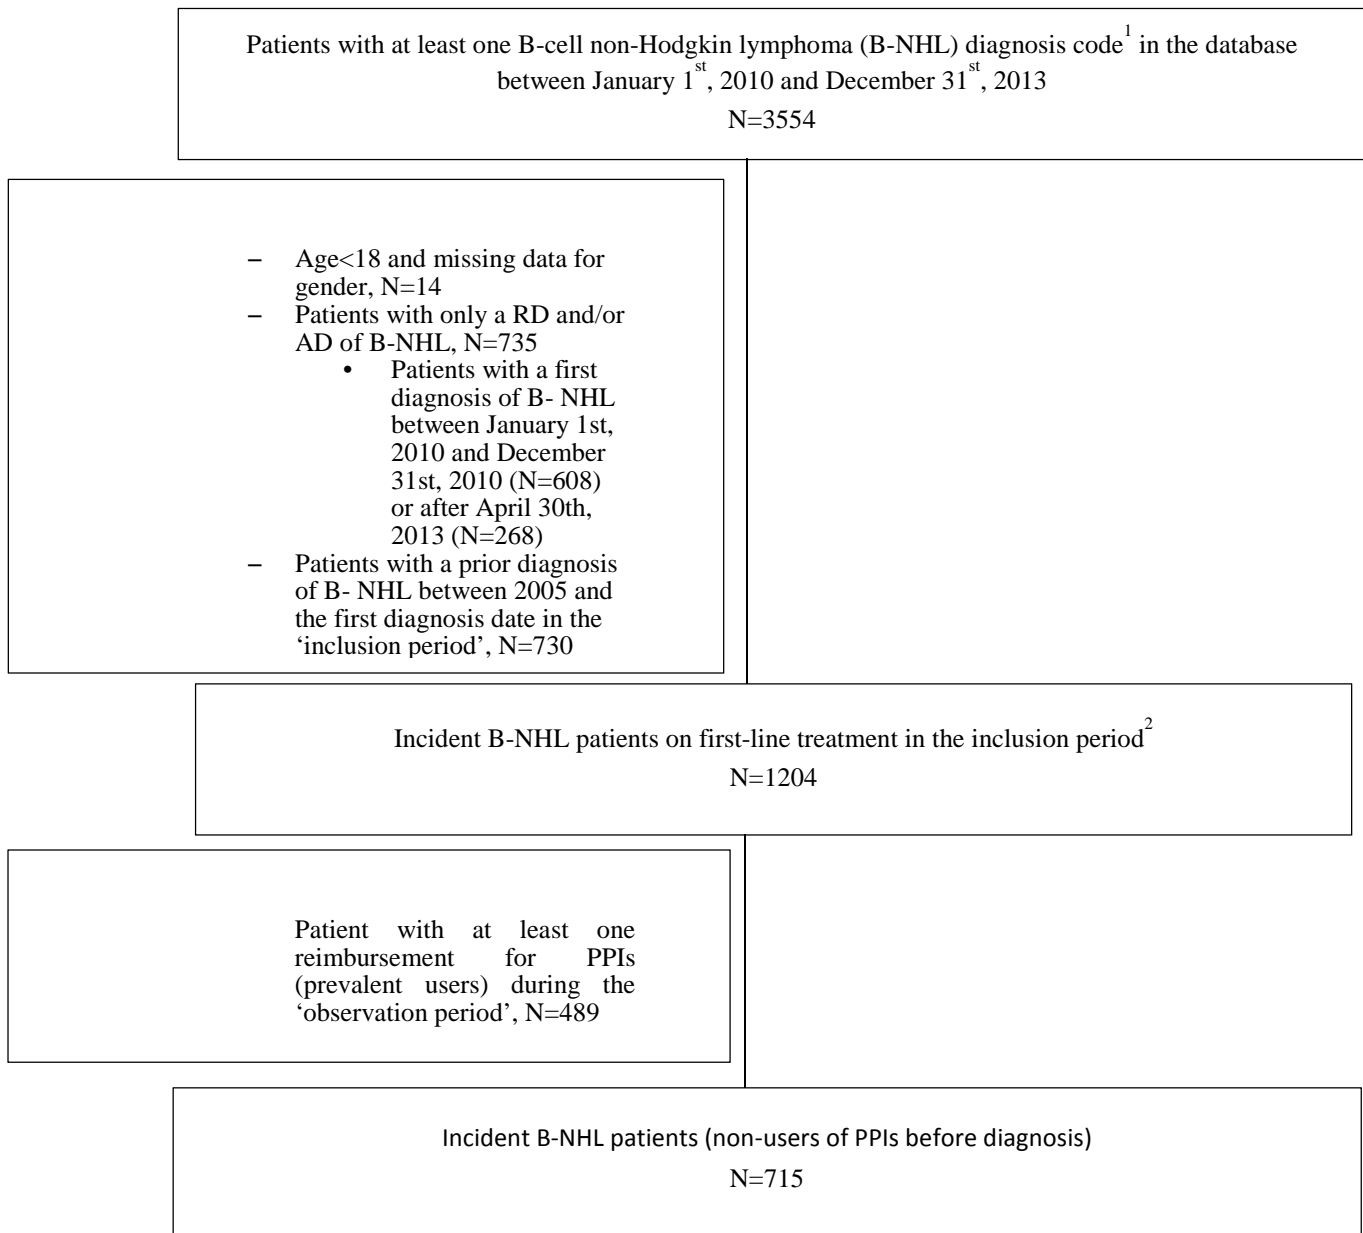 Patients with at least one B-cell non-Hodgkin lymphoma (B-NHL) diagnosis code1 in the database
between January 1st, 2010 and December 31st, 2013
N=3554
– Age<18 and missing data for
gender, N=14
– Patients with only a RD and/or
AD of B-NHL, N=735
• Patients with a first
diagnosis of B- NHL
between January 1st,
2010 and December
31st, 2010 (N=608)
or after April 30th,
2013 (N=268)
– Patients with a prior diagnosis
of B- NHL between 2005 and
the first diagnosis date in the
‘inclusion period’, N=730
Incident B-NHL patients on first-line treatment in the inclusion period2
N=1204
Patient with at least one
reimbursement for PPIs
(prevalent users) during the
‘observation period’, N=489
Incident B-NHL patients (non-users of PPIs before diagnosis)
N=715